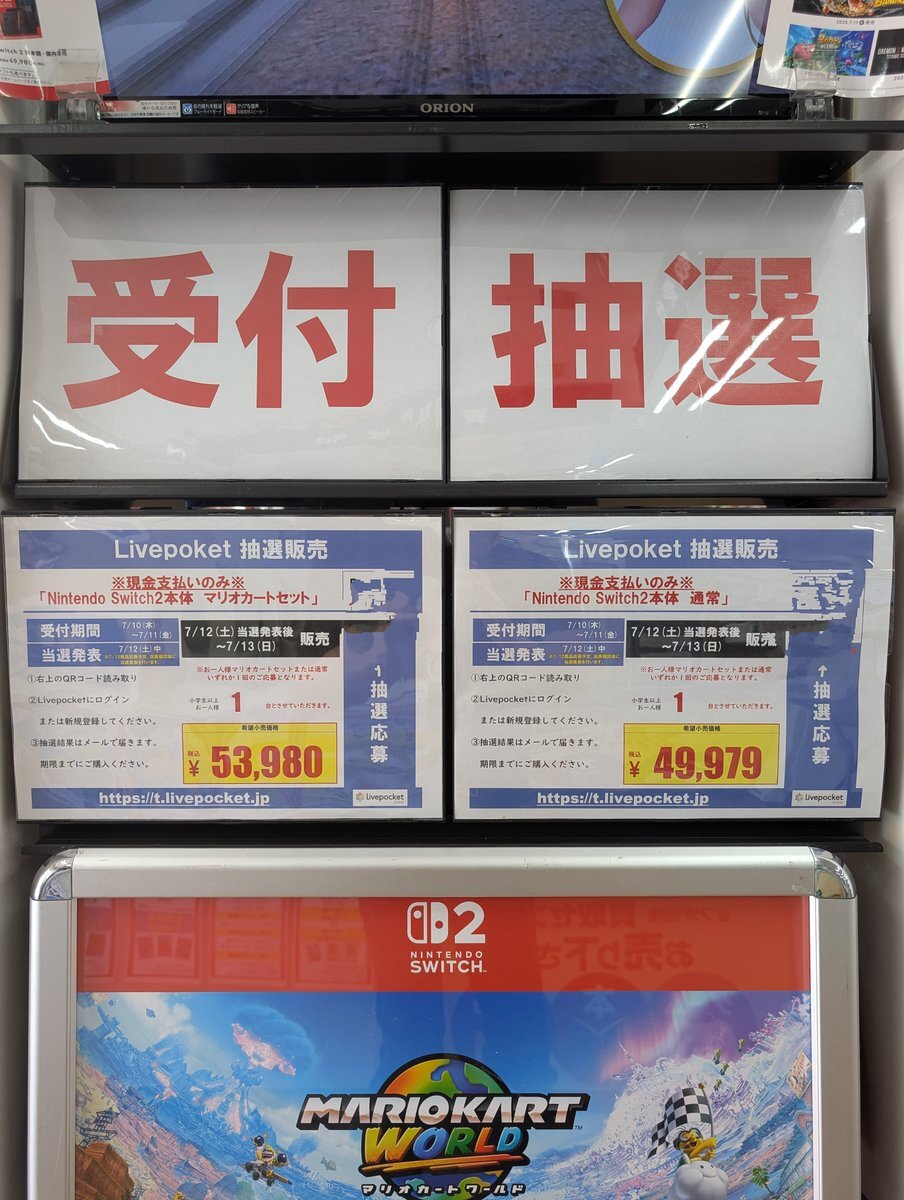 49,980
2025.7.17
ORION
受付
抽選
Livepoket 抽選販売
※現金支払いのみ※
「Nintendo Switch2本体 マリオカートセット」
受付期間
7/10(木)
～7/11(金)
7/12(土)当選発表後
～7/13(日)
販売
当選発表
7/12(土)中
①右上のQRコード読み取り
②Livepocketにログイン
または新規登録してください。
③抽選結果はメールで届きます。
期限までにご購入ください。
※お一人様マリオカートセットまたは通常
いずれか1回のご応募となります。
小学生以上
お一人様
1
台とさせていただきます。
希望小売価格
税込
¥ 53,980
↑抽選応募
https://t.livepocket.jp
livepocket
Livepoket 抽選販売
※現金支払いのみ※
「Nintendo Switch2本体 通常」
受付期間
7/10(木)
～7/11(金)
7/12(土)当選発表後
～7/13(日)
販売
当選発表
7/12(土)中
①右上のQRコード読み取り
②Livepocketにログイン
または新規登録してください。
③抽選結果はメールで届きます。
期限までにご購入ください。
※お一人様マリオカートセットまたは通常
いずれか1回のご応募となります。
小学生以上
お一人様
1
台とさせていただきます。
希望小売価格
税込
¥ 49,979
↑抽選応募
https://t.livepocket.jp
livepocket
2
NINTENDO
SWITCH
MARIOKART
WORLD
マリオカートワールド